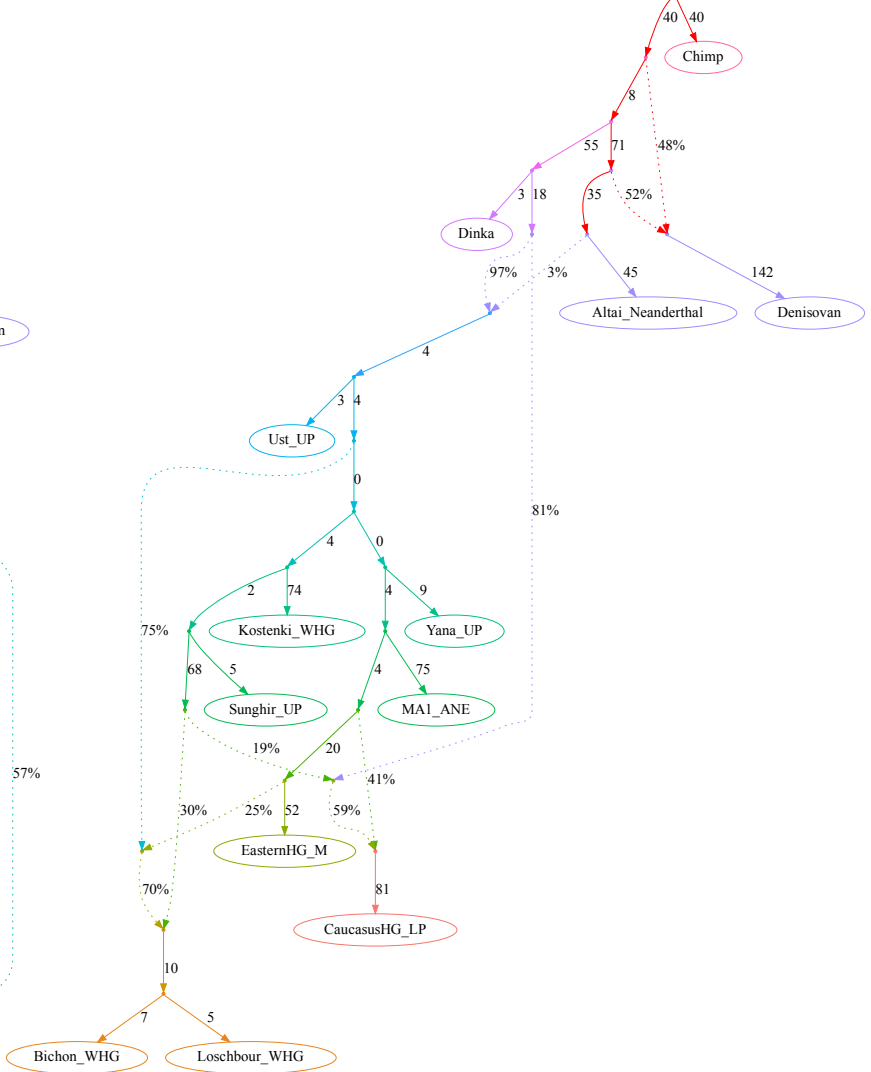 40 40
Chimp
8
55 71 48%
3 18 35 52%
Dinka
97% 3% 45 142
Altai_Neanderthal Denisovan
n
4
3 4
Ust_UP
0
81%
4 0
2 74 4 9
75% Kostenki_WHG Yana_UP
68 5 4 75
Sunghir_UP MA1_ANE
19% 20
57% 41%
30% 25% 52 59%
EasternHG_M
70% 81
CaucasusHG_LP
10
7 5
Bichon_WHG Loschbour_WHG